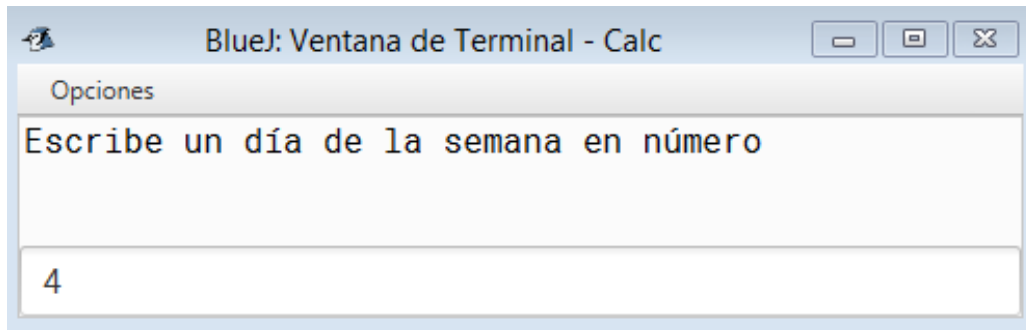 BlueJ: Ventana de Terminal - Calc
Opciones
Escribe un día de la semana en número
4